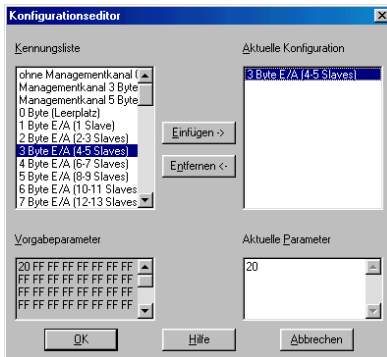 Konfigurationseditor
Kennungsliste
ohne Managementkanal (
Managementkanal 3 Byte
Managementkanal 5 Byte
0 Byte (Leerplatz)
1 Byte E/A (1 Slave)
2 Byte E/A (2-3 Slaves)
3 Byte E/A (4-5 Slaves)
4 Byte E/A (6-7 Slaves)
5 Byte E/A (8-9 Slaves)
6 Byte E/A (10-11 Slaves
7 Byte E/A (12-13 Slaves
Einfügen ->
Entfernen <-
Aktuelle Konfiguration
3 Byte E/A (4-5 Slaves)
Vorgabeparameter
20 FF FF FF FF FF FF FF
FF FF FF FF FF FF FF FF
FF FF FF FF FF FF FF FF
FF FF FF FF FF FF FF FF
Aktuelle Parameter
20
OK
Hilfe
Abbrechen